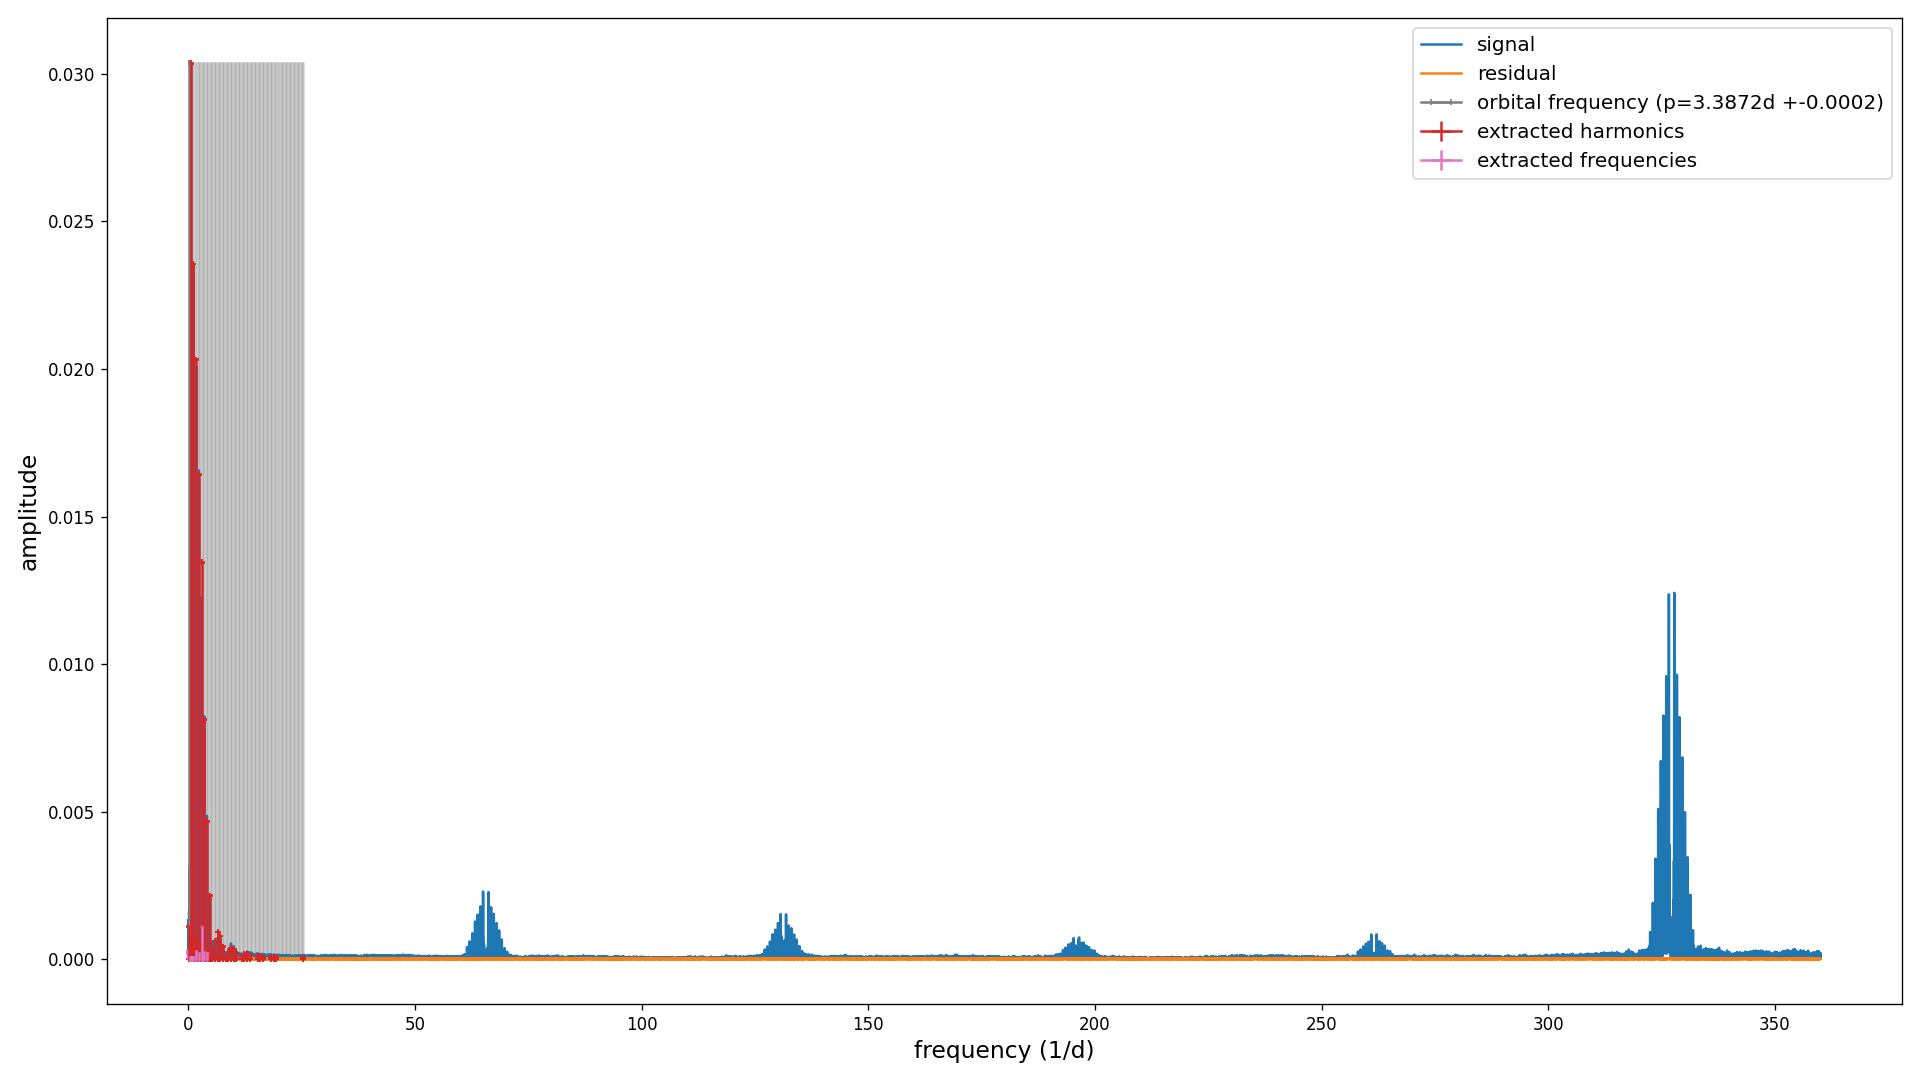 signal
residual
orbital frequency (p=3.3872d +-0.0002)
extracted harmonics
extracted frequencies
amplitude
0.030
0.025
0.020
0.015
0.010
0.005
0.000
0 50 100 150 200 250 300 350
frequency (1/d)